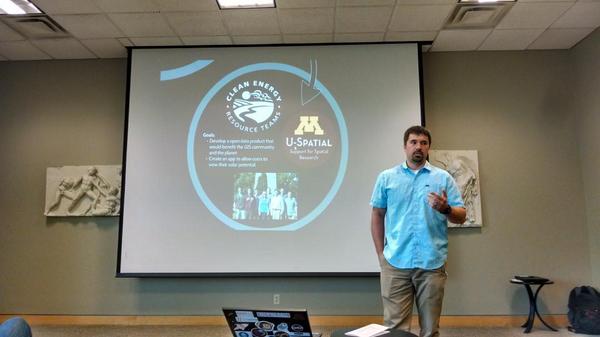 CLEAN ENERGY
RESOURCE TEAMS
Goals
• Develop a open data product that
would benefit the GIS community
and the planet
• Create an app to allow users to
view their solar potential
M
U-SPATIAL
Support for Spatial
Research